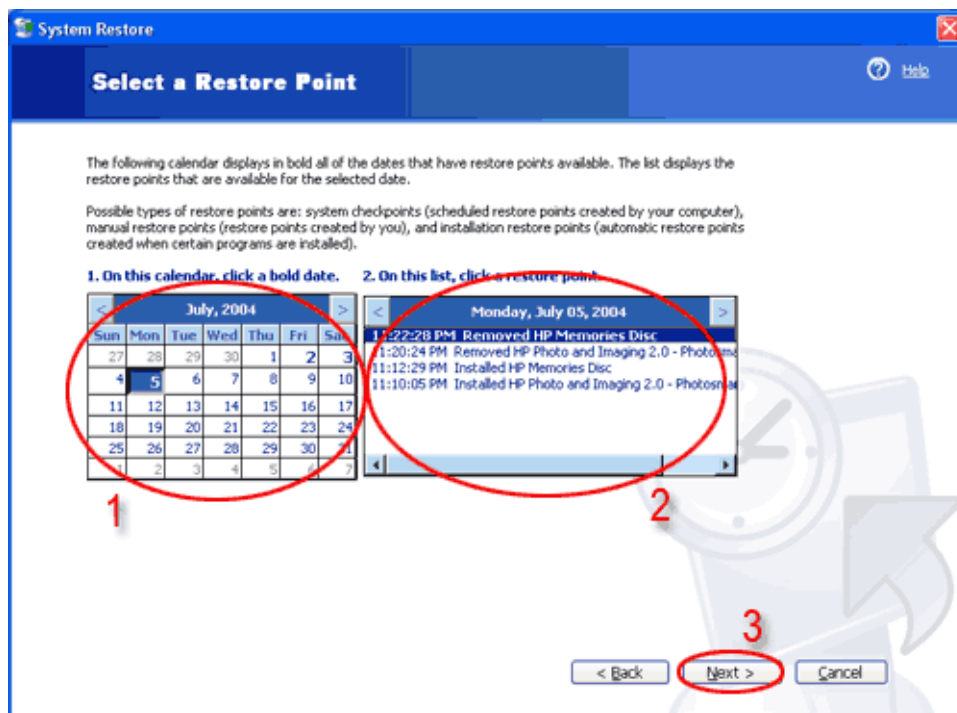 System Restore
Select a Restore Point
Help
The following calendar displays in bold all of the dates that have restore points available. The list displays the
restore points that are available for the selected date.
Possible types of restore points are: system checkpoints (scheduled restore points created by your computer),
manual restore points (restore points created by you), and installation restore points (automatic restore points
created when certain programs are installed).
1. On this calendar, click a bold date.
2. On this list, click a restore point.
< July, 2004 >
Sun Mon Tue Wed Thu Fri Sat
27 28 29 30 1 2 3
4 5 6 7 8 9 10
11 12 13 14 15 16 17
18 19 20 21 22 23 24
25 26 27 28 29 30 31
1 2 3 4 5 6 7
1
< Monday, July 05, 2004 >
11:22:28 PM Removed HP Memories Disc
11:20:24 PM Removed HP Photo and Imaging 2.0 - Photosma
11:12:29 PM Installed HP Memories Disc
11:10:05 PM Installed HP Photo and Imaging 2.0 - Photosmar
2
3
< Back
Next >
Cancel